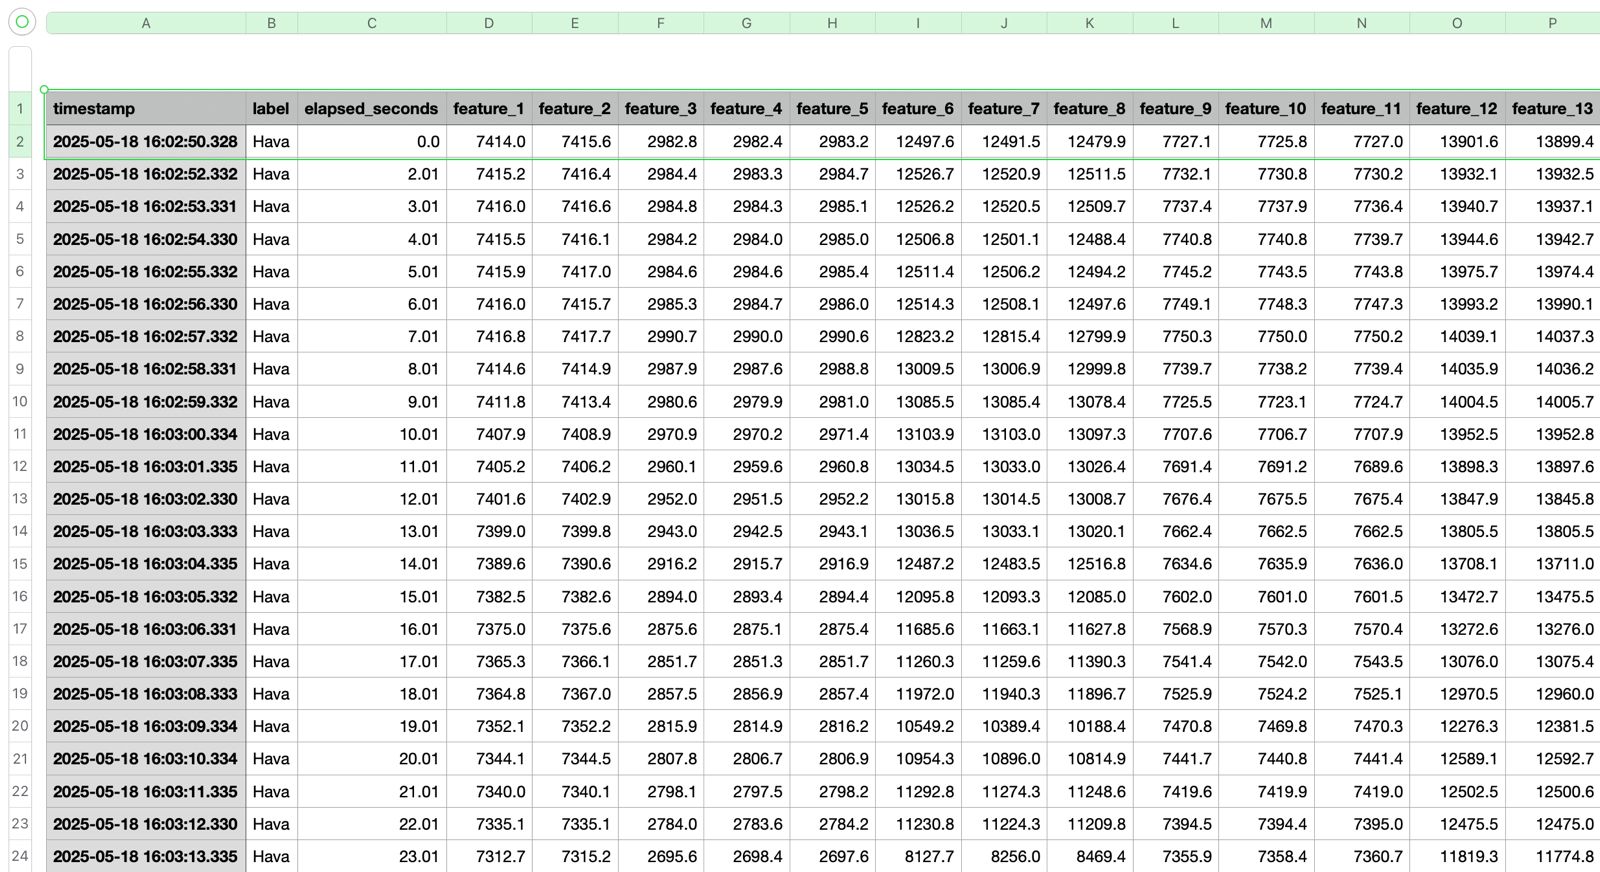 A B C D E F G H I J K L M N O P
1 timestamp label elapsed_seconds feature_1 feature_2 feature_3 feature_4 feature_5 feature_6 feature_7 feature_8 feature_9 feature_10 feature_11 feature_12 feature_13
2 2025-05-18 16:02:50.328 Hava 0.0 7414.0 7415.6 2982.8 2982.4 2983.2 12497.6 12491.5 12479.9 7727.1 7725.8 7727.0 13901.6 13899.4
3 2025-05-18 16:02:52.332 Hava 2.01 7415.2 7416.4 2984.4 2983.3 2984.7 12526.7 12520.9 12511.5 7732.1 7730.8 7730.2 13932.1 13932.5
4 2025-05-18 16:02:53.331 Hava 3.01 7416.0 7416.6 2984.8 2984.3 2985.1 12526.2 12520.5 12509.7 7737.4 7737.9 7736.4 13940.7 13937.1
5 2025-05-18 16:02:54.330 Hava 4.01 7415.5 7416.1 2984.2 2984.0 2985.0 12506.8 12501.1 12488.4 7740.8 7740.8 7739.7 13944.6 13942.7
6 2025-05-18 16:02:55.332 Hava 5.01 7415.9 7417.0 2984.6 2984.6 2985.4 12511.4 12506.2 12494.2 7745.2 7743.5 7743.8 13975.7 13974.4
7 2025-05-18 16:02:56.330 Hava 6.01 7416.0 7415.7 2985.3 2984.7 2986.0 12514.3 12508.1 12497.6 7749.1 7748.3 7747.3 13993.2 13990.1
8 2025-05-18 16:02:57.332 Hava 7.01 7416.8 7417.7 2990.7 2990.0 2990.6 12823.2 12815.4 12799.9 7750.3 7750.0 7750.2 14039.1 14037.3
9 2025-05-18 16:02:58.331 Hava 8.01 7414.6 7414.9 2987.9 2987.6 2988.8 13009.5 13006.9 12999.8 7739.7 7738.2 7739.4 14035.9 14036.2
10 2025-05-18 16:02:59.332 Hava 9.01 7411.8 7413.4 2980.6 2979.9 2981.0 13085.5 13085.4 13078.4 7725.5 7723.1 7724.7 14004.5 14005.7
11 2025-05-18 16:03:00.334 Hava 10.01 7407.9 7408.9 2970.9 2970.2 2971.4 13103.9 13103.0 13097.3 7707.6 7706.7 7707.9 13952.5 13952.8
12 2025-05-18 16:03:01.335 Hava 11.01 7405.2 7406.2 2960.1 2959.6 2960.8 13034.5 13033.0 13026.4 7691.4 7691.2 7689.6 13898.3 13897.6
13 2025-05-18 16:03:02.330 Hava 12.01 7401.6 7402.9 2952.0 2951.5 2952.2 13015.8 13014.5 13008.7 7676.4 7675.5 7675.4 13847.9 13845.8
14 2025-05-18 16:03:03.333 Hava 13.01 7399.0 7399.8 2943.0 2942.5 2943.1 13036.5 13033.1 13020.1 7662.4 7662.5 7662.5 13805.5 13805.5
15 2025-05-18 16:03:04.335 Hava 14.01 7389.6 7390.6 2916.2 2915.7 2916.9 12487.2 12483.5 12516.8 7634.6 7635.9 7636.0 13708.1 13711.0
16 2025-05-18 16:03:05.332 Hava 15.01 7382.5 7382.6 2894.0 2893.4 2894.4 12095.8 12093.3 12085.0 7602.0 7601.0 7601.5 13472.7 13475.5
17 2025-05-18 16:03:06.331 Hava 16.01 7375.0 7375.6 2875.6 2875.1 2875.4 11685.6 11663.1 11627.8 7568.9 7570.3 7570.4 13272.6 13276.0
18 2025-05-18 16:03:07.335 Hava 17.01 7365.3 7366.1 2851.7 2851.3 2851.7 11260.3 11259.6 11390.3 7541.4 7542.0 7543.5 13076.0 13075.4
19 2025-05-18 16:03:08.333 Hava 18.01 7364.8 7367.0 2857.5 2856.9 2857.4 11972.0 11940.3 11896.7 7525.9 7524.2 7525.1 12970.5 12960.0
20 2025-05-18 16:03:09.334 Hava 19.01 7352.1 7352.2 2815.9 2814.9 2816.2 10549.2 10389.4 10188.4 7470.8 7469.8 7470.3 12276.3 12381.5
21 2025-05-18 16:03:10.334 Hava 20.01 7344.1 7344.5 2807.8 2806.7 2806.9 10954.3 10896.0 10814.9 7441.7 7440.8 7441.4 12589.1 12592.7
22 2025-05-18 16:03:11.335 Hava 21.01 7340.0 7340.1 2798.1 2797.5 2798.2 11292.8 11274.3 11248.6 7419.6 7419.9 7419.0 12502.5 12500.6
23 2025-05-18 16:03:12.330 Hava 22.01 7335.1 7335.1 2784.0 2783.6 2784.2 11230.8 11224.3 11209.8 7394.5 7394.4 7395.0 12475.5 12475.0
24 2025-05-18 16:03:13.335 Hava 23.01 7312.7 7315.2 2695.6 2698.4 2697.6 8127.7 8256.0 8469.4 7355.9 7358.4 7360.7 11819.3 11774.8